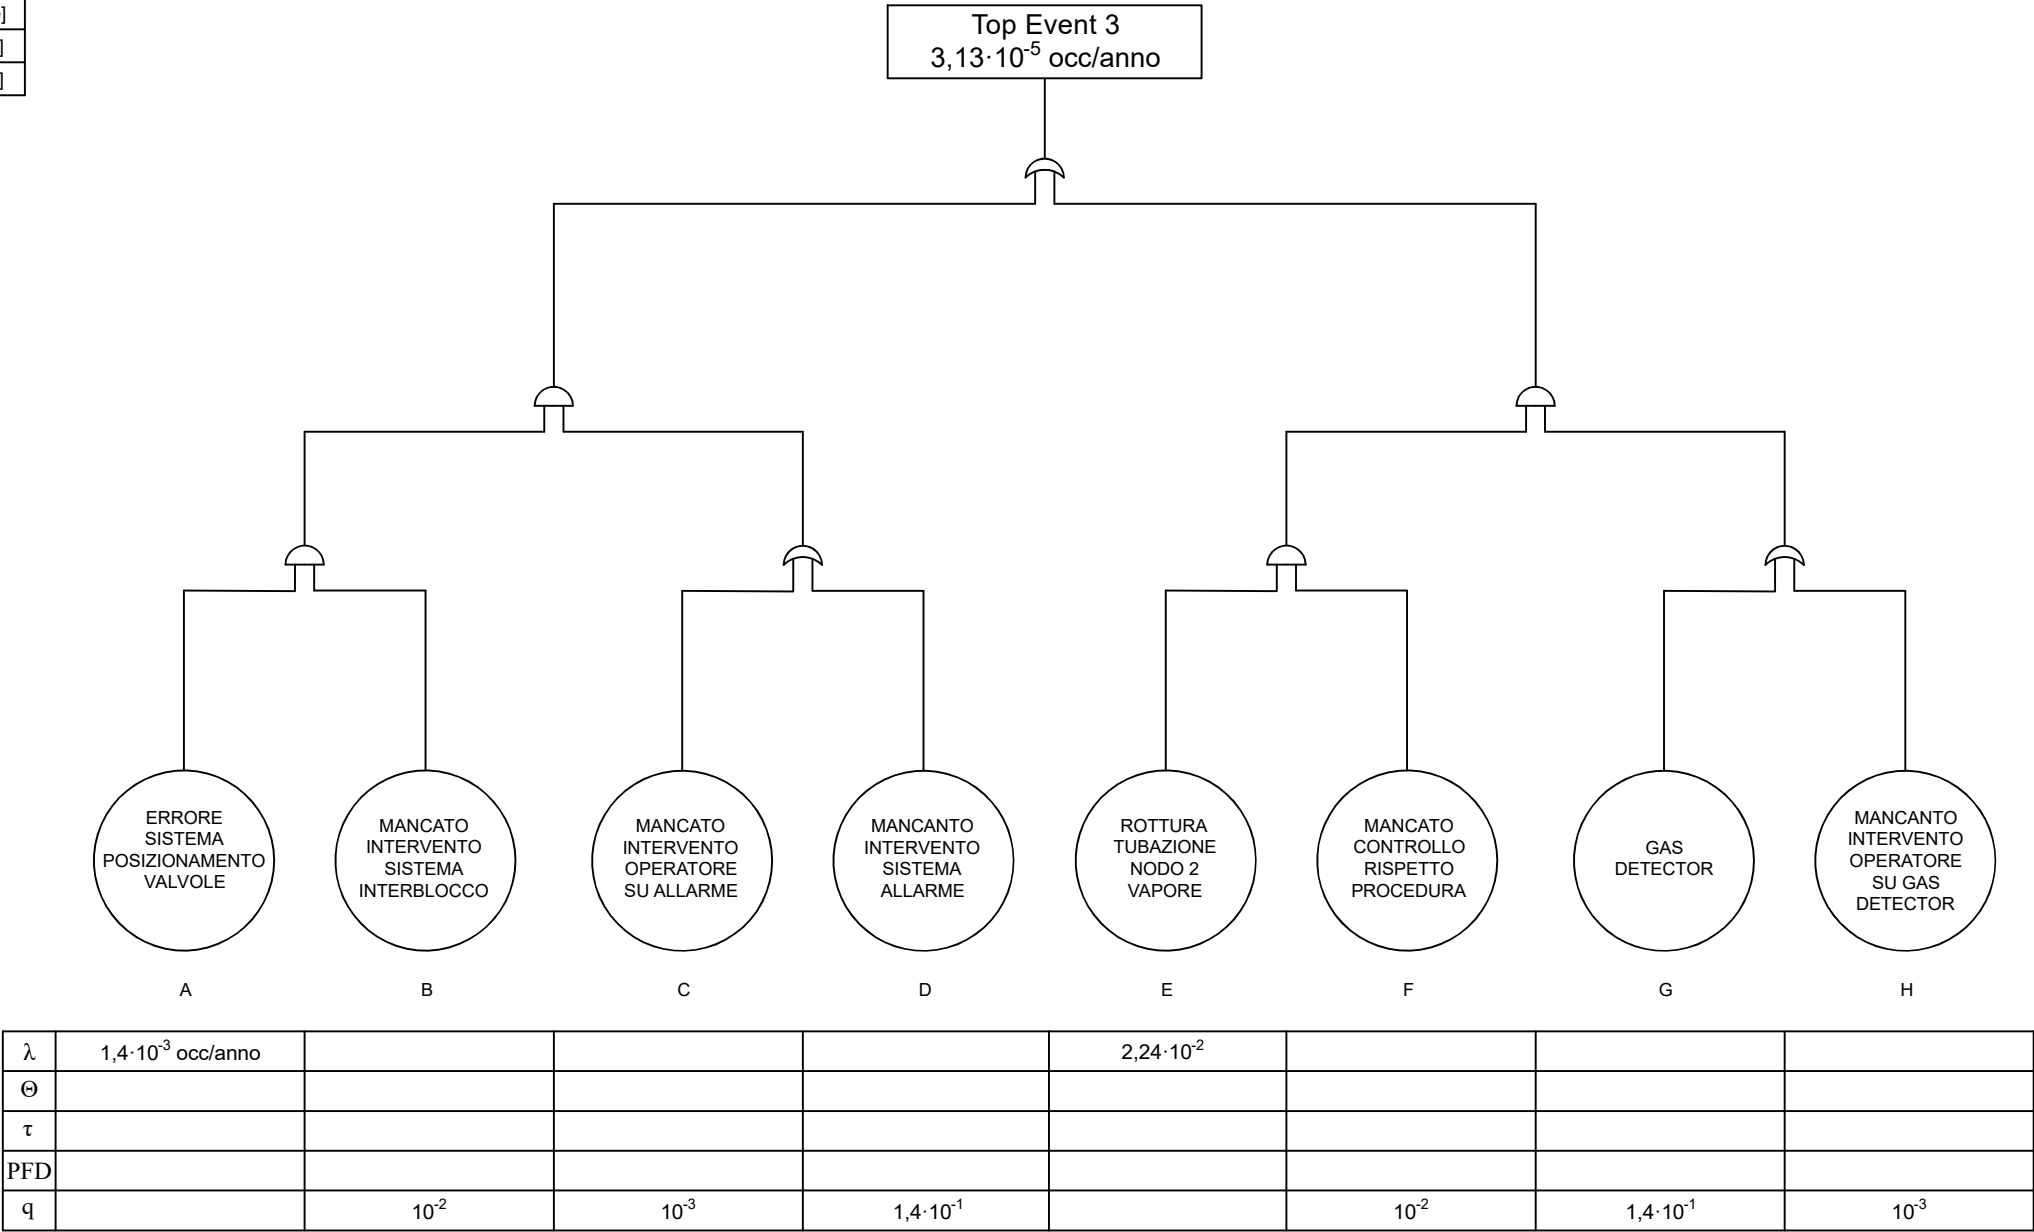 ]
]
]
Top Event 3
3,13·10⁻⁵ occ/anno
ERRORE
SISTEMA
POSIZIONAMENTO
VALVOLE
MANCATO
INTERVENTO
SISTEMA
INTERBLOCCO
MANCATO
INTERVENTO
OPERATORE
SU ALLARME
MANCANTO
INTERVENTO
SISTEMA
ALLARME
ROTTURA
TUBAZIONE
NODO 2
VAPORE
MANCATO
CONTROLLO
RISPETTO
PROCEDURA
GAS
DETECTOR
MANCANTO
INTERVENTO
OPERATORE
SU GAS
DETECTOR
A B C D E F G H
λ 1,4·10⁻³ occ/anno 2,24·10⁻²
Θ
τ
PFD
q 10⁻² 10⁻³ 1,4·10⁻¹ 10⁻² 1,4·10⁻¹ 10⁻³